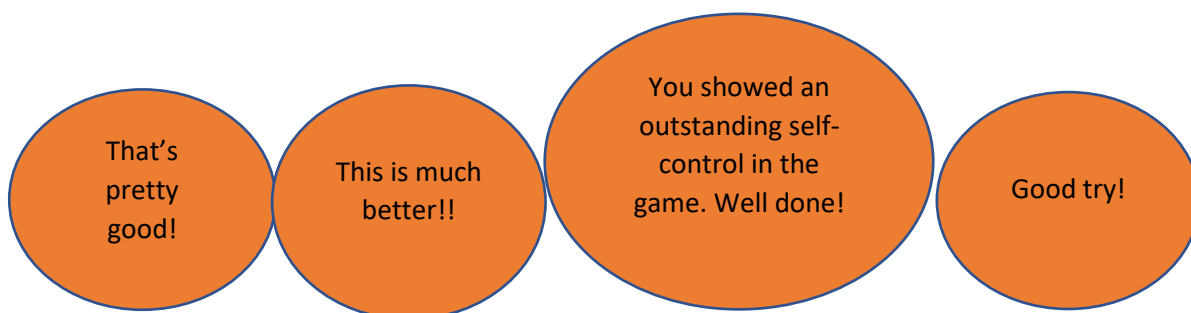 That’s
pretty
good!
This is much
better!!
You showed an
outstanding self-
control in the
game. Well done!
Good try!